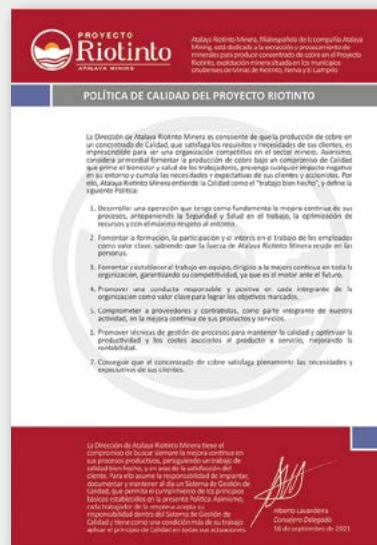 PROYECTO
Riotinto
ATALAYA MINING
Atalaya Riotinto Minera, filial española de la compañía Atalaya
Mining, está dedicada a la extracción y procesamiento de
minerales para producir concentrado de cobre en el Proyecto
Riotinto, explotación minera situada en los municipios
onubenses de Minas de Riotinto, Nerva y El Campillo
POLÍTICA DE CALIDAD DEL PROYECTO RIOTINTO
La Dirección de Atalaya Riotinto Minera es consciente de que la producción de cobre en
un concentrado de Calidad, que satisfaga los requisitos y necesidades de sus clientes, es
imprescindible para ser una organización competitiva en el sector minero. Asimismo,
considera primordial fomentar la producción de cobre bajo un compromiso de Calidad
que prime el bienestar y salud de los trabajadores, prevenga cualquier impacto negativo
en su entorno y cumpla las necesidades y expectativas de sus clientes y accionistas. Por
ello, Atalaya Riotinto Minera entiende la Calidad como el "trabajo bien hecho", y define la
siguiente Política:
1. Desarrollar una operación que tenga como fundamento la mejora continua de sus
procesos, anteponiendo la Seguridad y Salud en el trabajo, la optimización de
recursos y con el máximo respeto al entorno.
2. Fomentar la formación, la participación y el interés en el trabajo de los empleados
como valor clave, sabiendo que la fuerza de Atalaya Riotinto Minera reside en las
personas.
3. Fomentar y establecer el trabajo en equipo, dirigido a la mejora continua en toda la
organización, garantizando su competitividad, ya que es el motor ante el futuro.
4. Promover una conducta responsable y positiva en cada integrante de la
organización como valor clave para lograr los objetivos marcados.
5. Comprometer a proveedores y contratistas, como parte integrante de nuestra
actividad, en la mejora continua de sus productos y servicios.
6. Promover técnicas de gestión de procesos para mantener la calidad y optimizar la
productividad y los costes asociados al producto o servicio, mejorando la
rentabilidad.
7. Conseguir que el concentrado de cobre satisfaga plenamente las necesidades y
expectativas de sus clientes.
La Dirección de Atalaya Riotinto Minera tiene el
compromiso de buscar siempre la mejora continua en
sus procesos productivos, persiguiendo un trabajo de
calidad bien hecho, y en aras de la satisfacción del
cliente. Para ello asume la responsabilidad de implantar,
documentar y mantener al día un Sistema de Gestión de
Calidad, que permita el cumplimiento de los principios
básicos establecidos en la presente Política. Asimismo,
cada trabajador de la empresa acepta su
responsabilidad dentro del Sistema de Gestión de
Calidad y tiene como una condición más de su trabajo
aplicar el principio de Calidad en todas sus actuaciones.
Alberto Lavandeira
Consejero Delegado
16 de septiembre de 2021